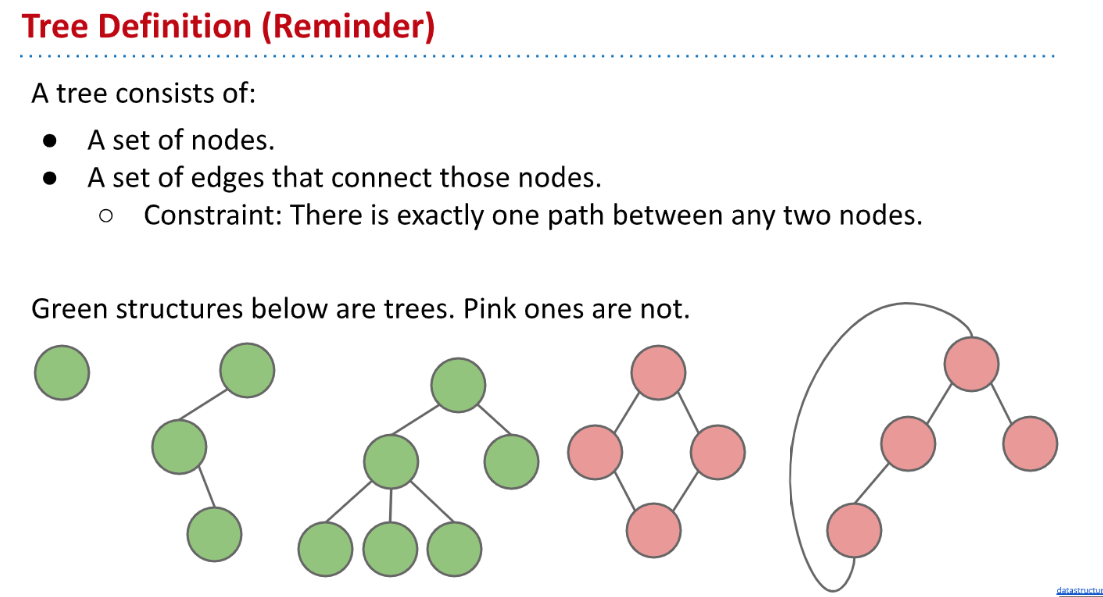 Tree Definition (Reminder)
A tree consists of:
● A set of nodes.
● A set of edges that connect those nodes.
○ Constraint: There is exactly one path between any two nodes.
Green structures below are trees. Pink ones are not.
datastructur